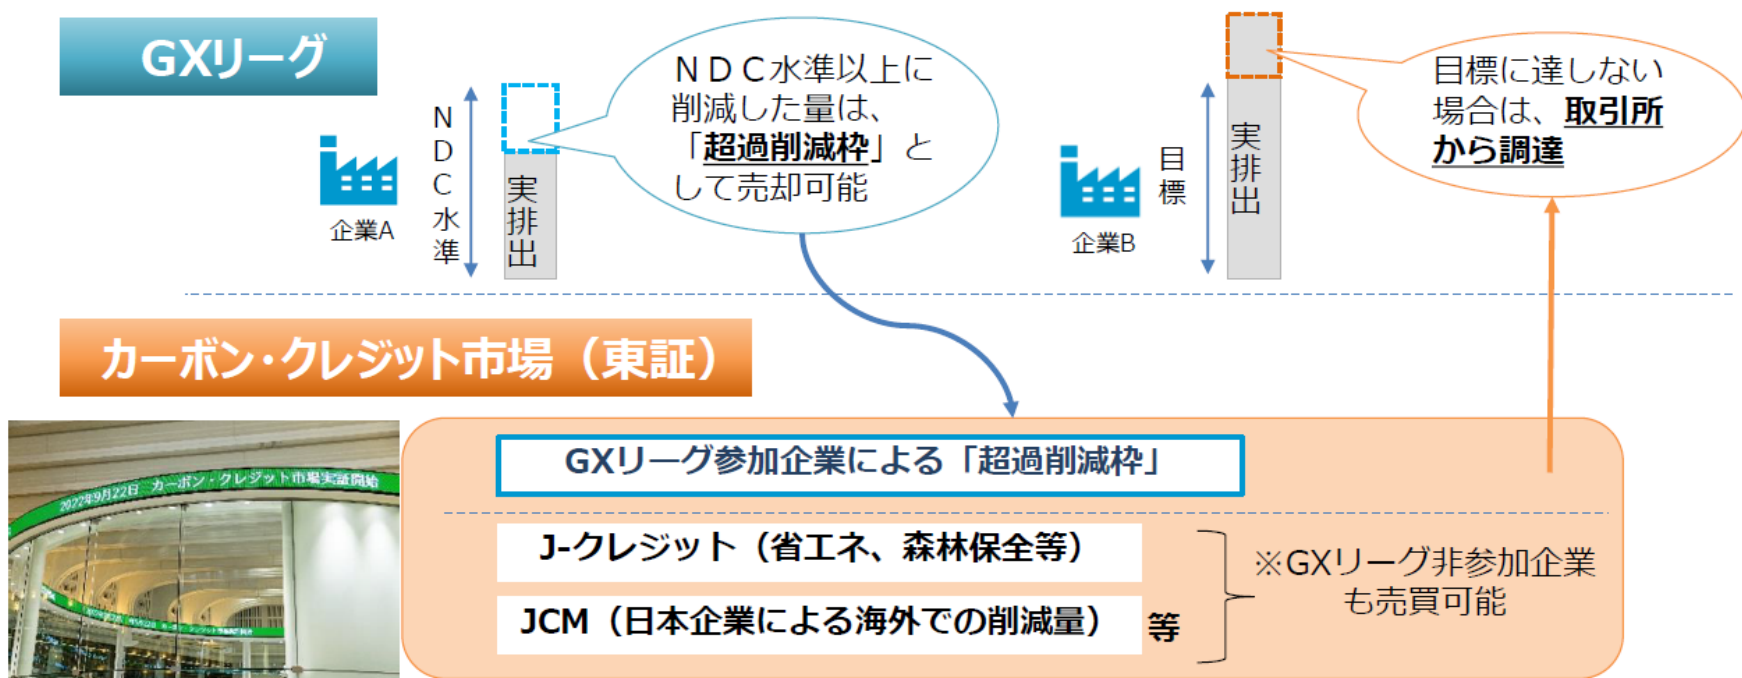 GXリーグ
NDC水準以上に
削減した量は、
「超過削減枠」と
して売却可能
NDC水準
実排出
企業A
目標に達しない
場合は、取引所
から調達
目標
実排出
企業B
カーボン・クレジット市場（東証）
2022年9月22日 カーボン・クレジット市場実証開始
GXリーグ参加企業による「超過削減枠」
J-クレジット（省エネ、森林保全等）
JCM（日本企業による海外での削減量）
等
※GXリーグ非参加企業
も売買可能